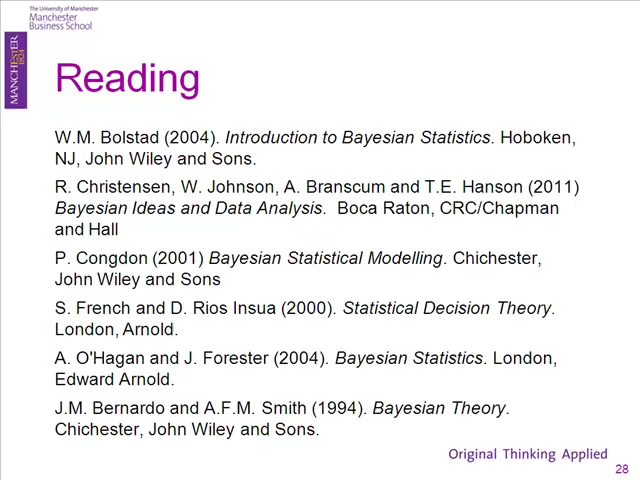 The University of Manchester
Manchester
Business School
MANCHESTER
1824
Reading
W.M. Bolstad (2004). Introduction to Bayesian Statistics. Hoboken,
NJ, John Wiley and Sons.
R. Christensen, W. Johnson, A. Branscum and T.E. Hanson (2011)
Bayesian Ideas and Data Analysis. Boca Raton, CRC/Chapman
and Hall
P. Congdon (2001) Bayesian Statistical Modelling. Chichester,
John Wiley and Sons
S. French and D. Rios Insua (2000). Statistical Decision Theory.
London, Arnold.
A. O'Hagan and J. Forester (2004). Bayesian Statistics. London,
Edward Arnold.
J.M. Bernardo and A.F.M. Smith (1994). Bayesian Theory.
Chichester, John Wiley and Sons.
Original Thinking Applied
28